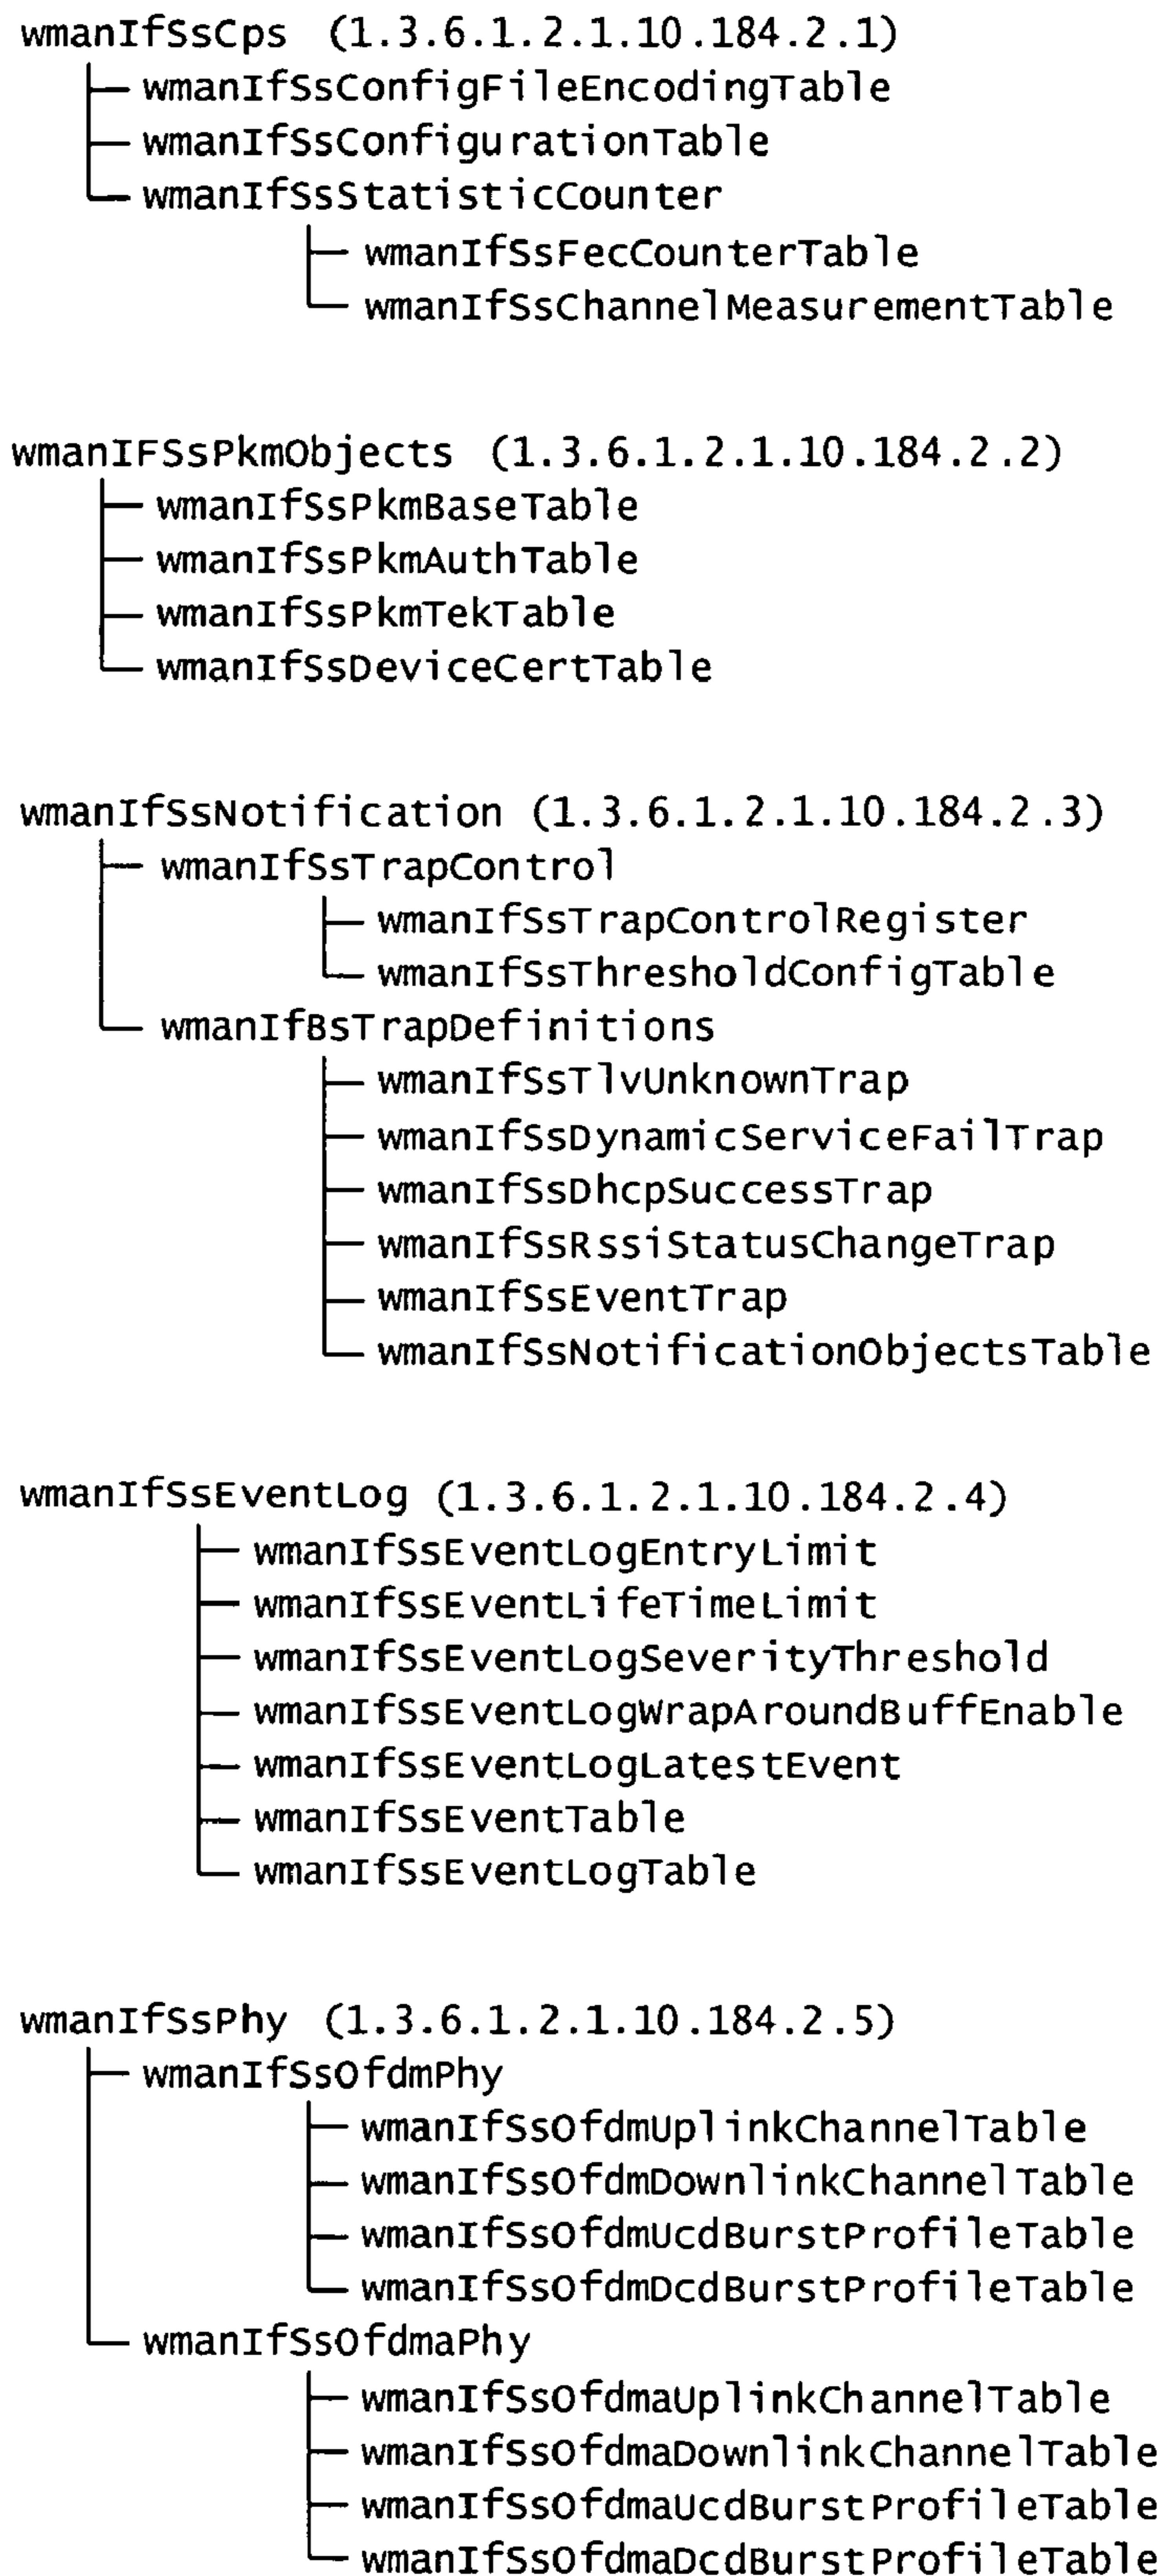 wmanIfSsCps (1.3.6.1.2.1.10.184.2.1)
wmanIfSsConfigFileEncodingTable
wmanIfSsConfigurationTable
wmanIfSsStatisticCounter
wmanIfSsFecCounterTable
wmanIfSsChannelMeasurementTable
wmanIFSsPkmObjects (1.3.6.1.2.1.10.184.2.2)
wmanIfSsPkmBaseTable
wmanIfSsPkmAuthTable
wmanIfSsPkmTekTable
wmanIfSsDeviceCertTable
wmanIfSsNotification (1.3.6.1.2.1.10.184.2.3)
wmanIfSsTrapControl
wmanIfSsTrapControlRegister
wmanIfSsThresholdConfigTable
wmanIfBsTrapDefinitions
wmanIfSsTlvUnknownTrap
wmanIfSsDynamicServiceFailTrap
wmanIfSsDhcpSuccessTrap
wmanIfSsRssiStatusChangeTrap
wmanIfSsEventTrap
wmanIfSsNotificationObjectsTable
wmanIfSsEventLog (1.3.6.1.2.1.10.184.2.4)
wmanIfSsEventLogEntryLimit
wmanIfSsEventLifeTimeLimit
wmanIfSsEventLogSeverityThreshold
wmanIfSsEventLogWrapAroundBuffEnable
wmanIfSsEventLogLatestEvent
wmanIfSsEventTable
wmanIfSsEventLogTable
wmanIfSsPhy (1.3.6.1.2.1.10.184.2.5)
wmanIfSsOfdmPhy
wmanIfSsOfdmUplinkChannelTable
wmanIfSsOfdmDownlinkChannelTable
wmanIfSsOfdmUcdBurstProfileTable
wmanIfSsOfdmDcdBurstProfileTable
wmanIfSsOfdmaPhy
wmanIfSsOfdmaUplinkChannelTable
wmanIfSsOfdmaDownlinkChannelTable
wmanIfSsOfdmaUcdBurstProfileTable
wmanIfSsOfdmaDcdBurstProfileTable